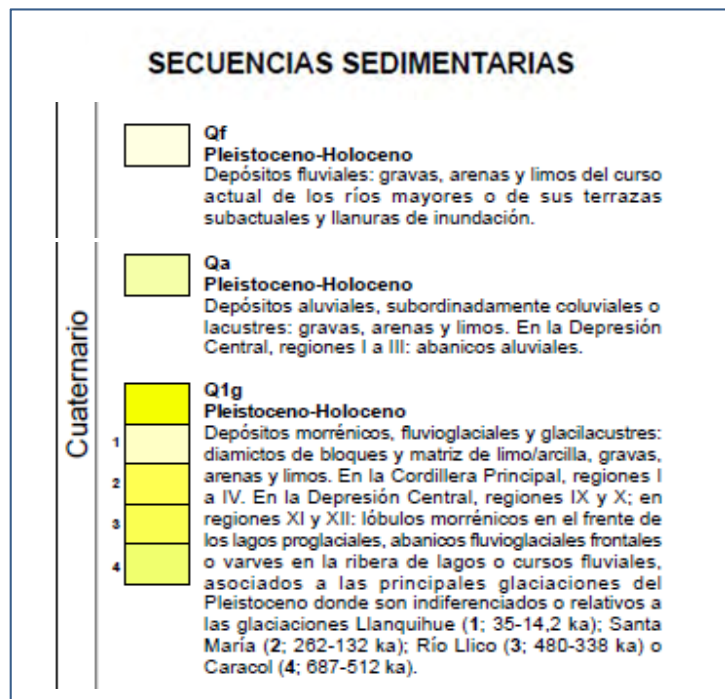 SECUENCIAS SEDIMENTARIAS
Cuaternario
Qf
Pleistoceno-Holoceno
Depósitos fluviales: gravas, arenas y limos del curso
actual de los ríos mayores o de sus terrazas
subactuales y llanuras de inundación.
Qa
Pleistoceno-Holoceno
Depósitos aluviales, subordinadamente coluviales o
lacustres: gravas, arenas y limos. En la Depresión
Central, regiones I a III: abanicos aluviales.
Q1g
Pleistoceno-Holoceno
1
2
3
4
Depósitos morrénicos, fluvioglaciales y glacilacustres:
diamictos de bloques y matriz de limo/arcilla, gravas,
arenas y limos. En la Cordillera Principal, regiones I
a IV. En la Depresión Central, regiones IX y X; en
regiones XI y XII: lóbulos morrénicos en el frente de
los lagos proglaciales, abanicos fluvioglaciales frontales
o varves en la ribera de lagos o cursos fluviales,
asociados a las principales glaciaciones del
Pleistoceno donde son indiferenciados o relativos a
las glaciaciones Llanquihue (1; 35-14,2 ka); Santa
María (2; 262-132 ka); Río Llico (3; 480-338 ka) o
Caracol (4; 687-512 ka).